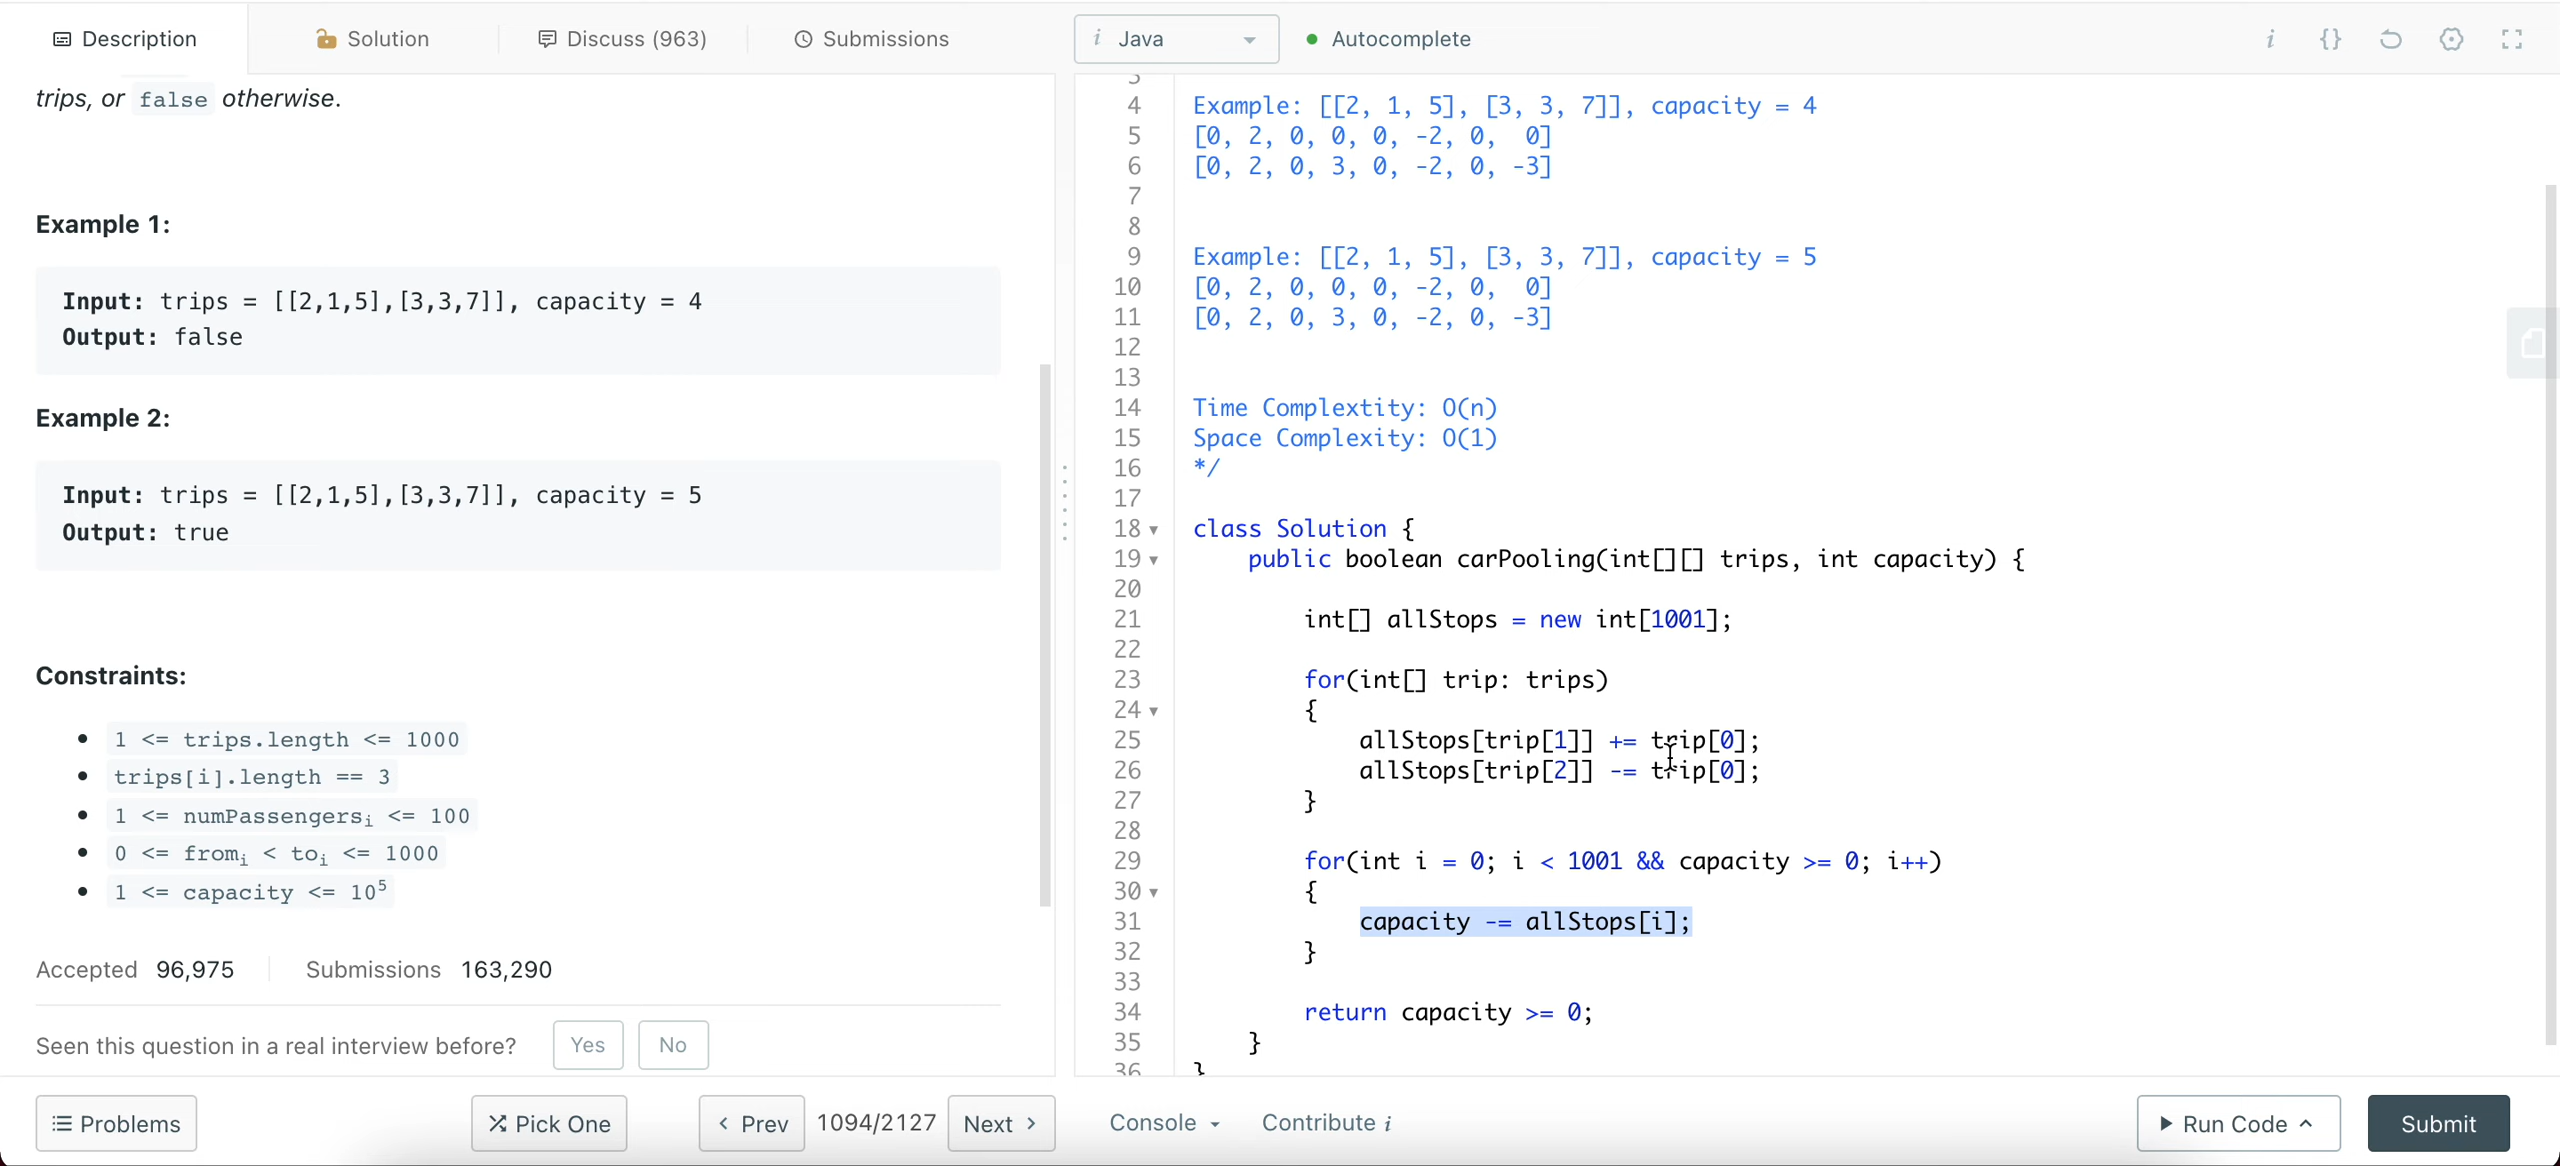 Description
Solution
Discuss (963)
Submissions
i Java
Autocomplete
i {}
trips, or false otherwise.
Example 1:
Input: trips = [[2,1,5],[3,3,7]], capacity = 4
Output: false
Example 2:
Input: trips = [[2,1,5],[3,3,7]], capacity = 5
Output: true
Constraints:
1 <= trips.length <= 1000
trips[i].length == 3
1 <= numPassengersi <= 100
0 <= fromi < toi <= 1000
1 <= capacity <= 10^5
Accepted 96,975 Submissions 163,290
Seen this question in a real interview before? Yes No
Problems
Pick One
Prev 1094/2127 Next
3
4 Example: [[2, 1, 5], [3, 3, 7]], capacity = 4
5 [0, 2, 0, 0, 0, -2, 0,  0]
6 [0, 2, 0, 3, 0, -2, 0, -3]
7
8
9 Example: [[2, 1, 5], [3, 3, 7]], capacity = 5
10 [0, 2, 0, 0, 0, -2, 0,  0]
11 [0, 2, 0, 3, 0, -2, 0, -3]
12
13
14 Time Complextity: O(n)
15 Space Complexity: O(1)
16 */
17
18 class Solution {
19     public boolean carPooling(int[][] trips, int capacity) {
20
21         int[] allStops = new int[1001];
22
23         for(int[] trip: trips)
24         {
25             allStops[trip[1]] += trip[0];
26             allStops[trip[2]] -= trip[0];
27         }
28
29         for(int i = 0; i < 1001 && capacity >= 0; i++)
30         {
31             capacity -= allStops[i];
32         }
33
34         return capacity >= 0;
35     }
36 }
Console
Contribute i
Run Code
Submit